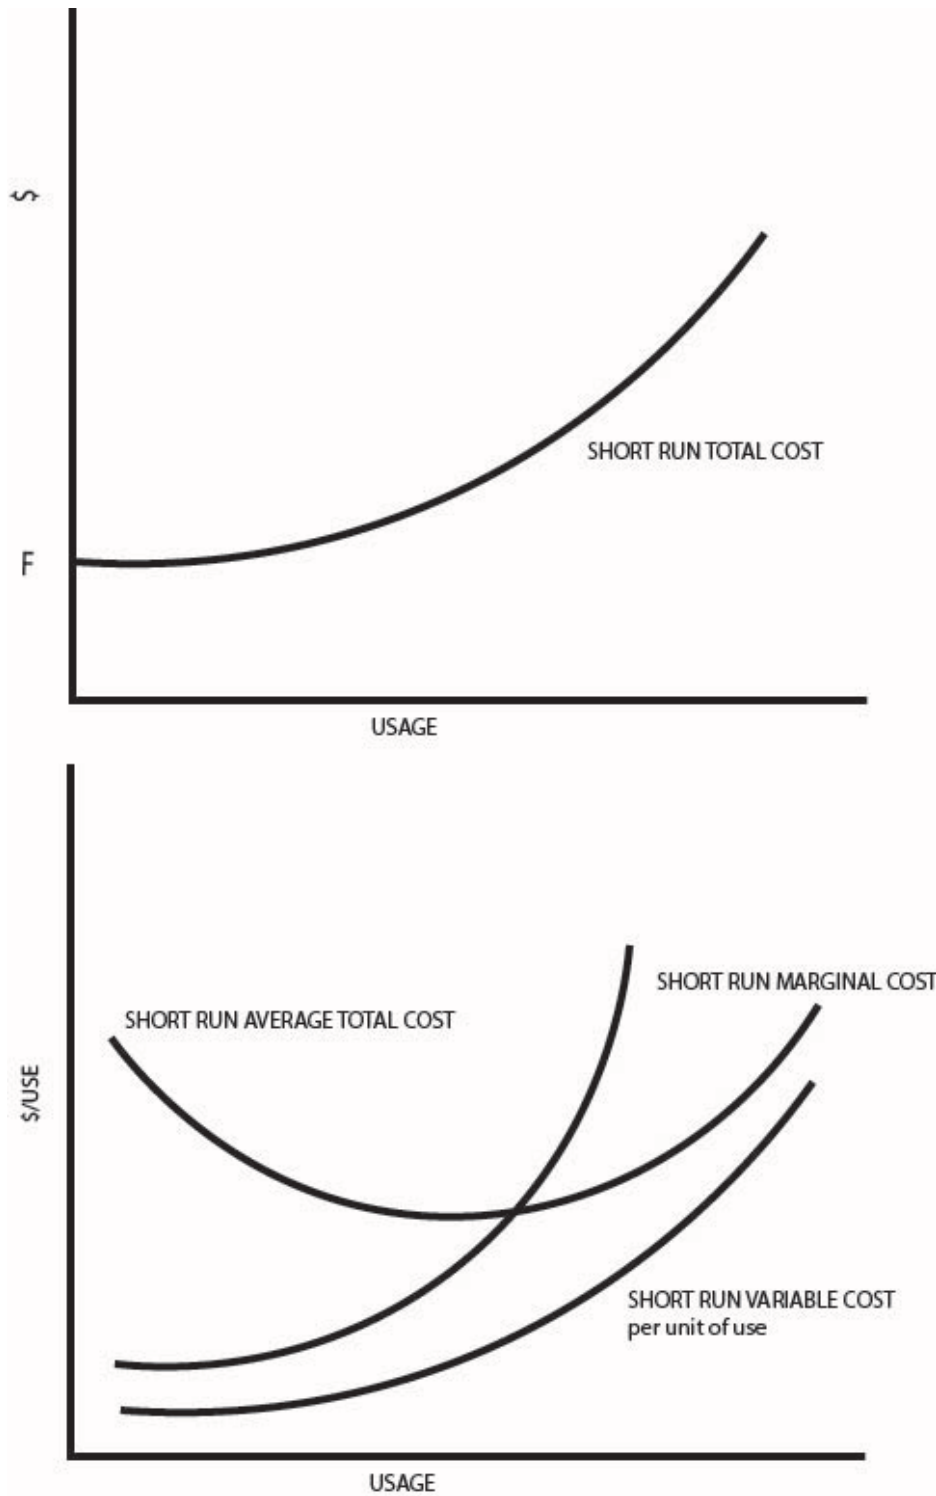 $
SHORT RUN TOTAL COST
F
USAGE
SHORT RUN MARGINAL COST
SHORT RUN AVERAGE TOTAL COST
$/USE
SHORT RUN VARIABLE COST
per unit of use
USAGE